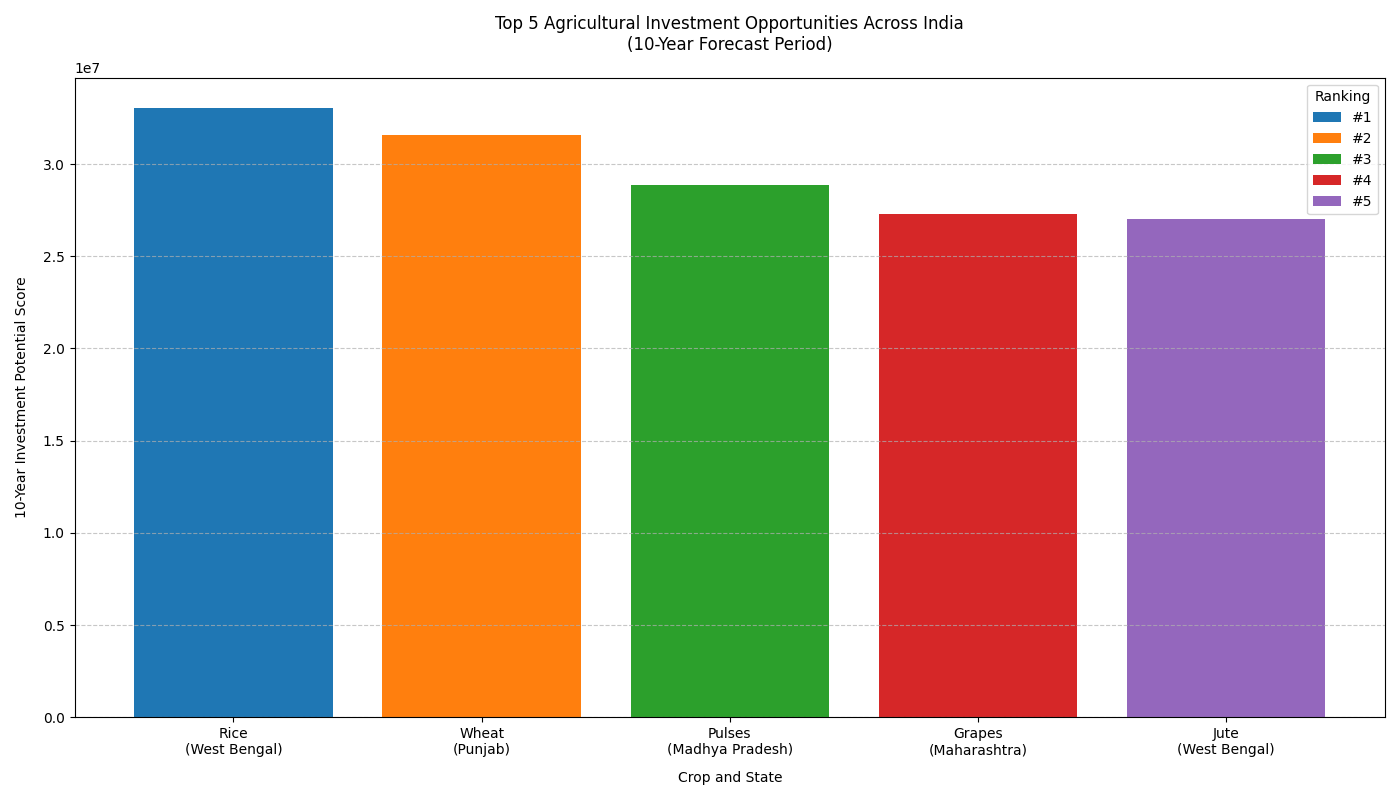 Top 5 Agricultural Investment Opportunities Across India
(10-Year Forecast Period)
1e7
Ranking
#1
#2
#3
#4
#5
3.0
2.5
2.0
1.5
1.0
0.5
0.0
10-Year Investment Potential Score
Rice
(West Bengal)
Wheat
(Punjab)
Pulses
(Madhya Pradesh)
Grapes
(Maharashtra)
Jute
(West Bengal)
Crop and State